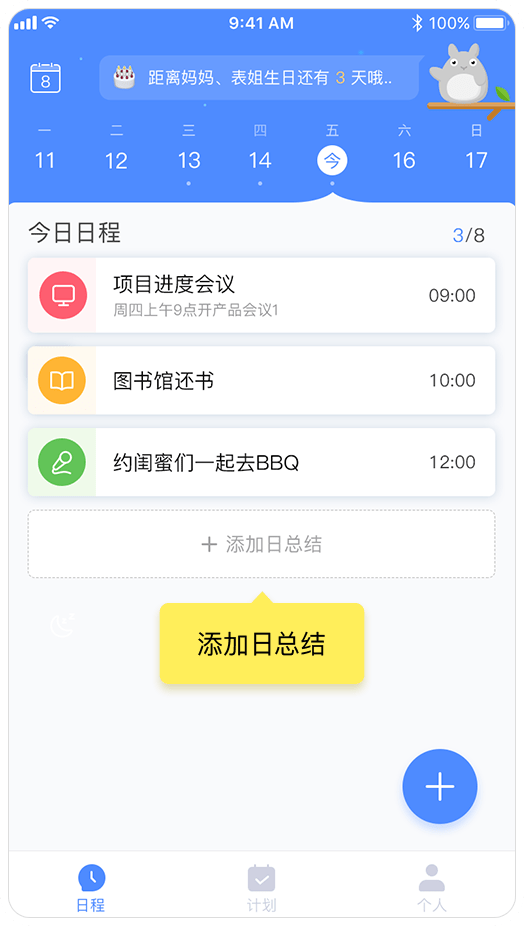 9:41 AM
100%
8
距离妈妈、表姐生日还有 3 天哦..
一 二 三 四 五 六 日
11 12 13 14 今 16 17
今日日程
3/8
项目进度会议
周四上午9点开产品会议1
09:00
图书馆还书
10:00
约闺蜜们一起去BBQ
12:00
+ 添加日总结
添加日总结
日程 计划 个人